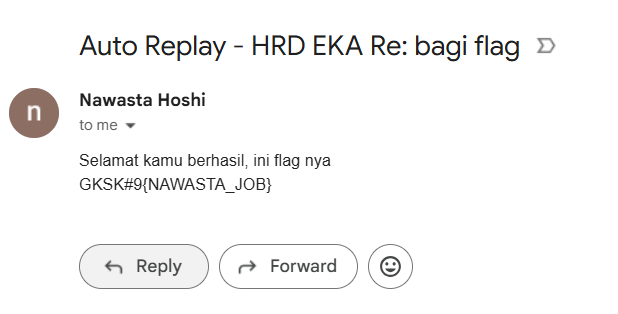 Auto Replay - HRD EKA Re: bagi flag
n
Nawasta Hoshi
to me
Selamat kamu berhasil, ini flag nya
GKSK#9{NAWASTA_JOB}
Reply
Forward